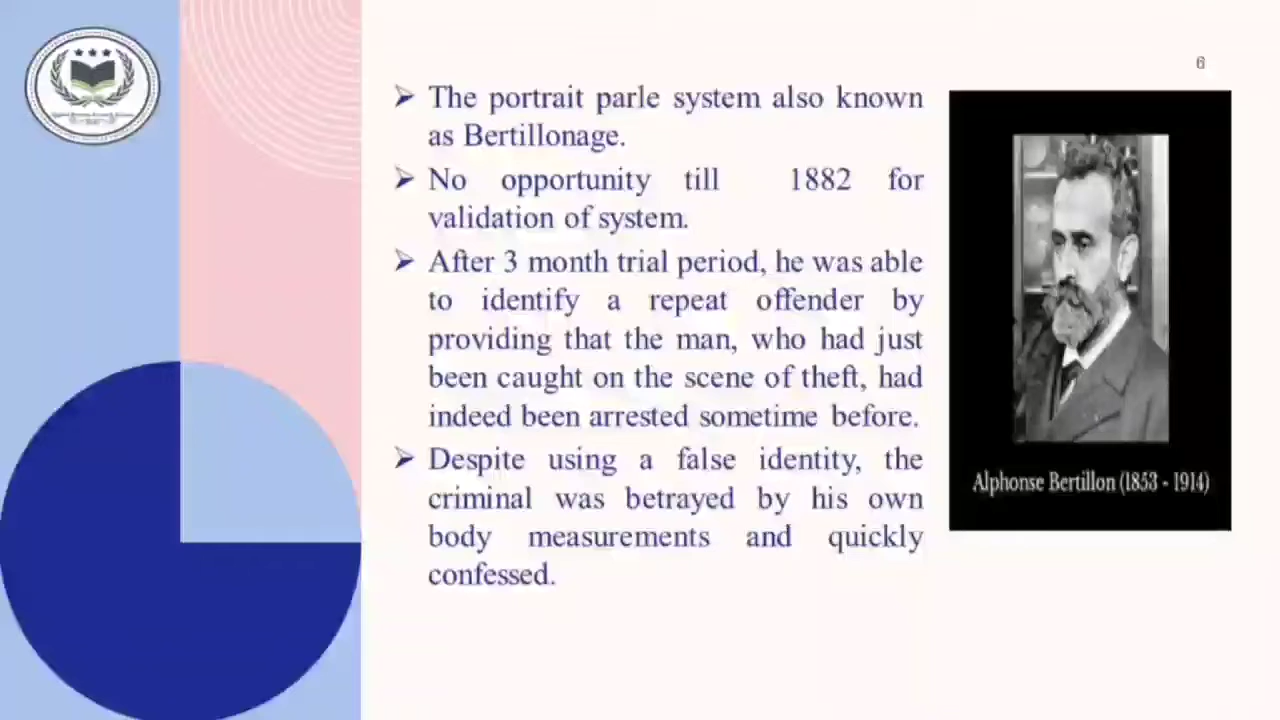 6
➢ The portrait parle system also known
as Bertillonage.
➢ No opportunity till 1882 for
validation of system.
➢ After 3 month trial period, he was able
to identify a repeat offender by
providing that the man, who had just
been caught on the scene of theft, had
indeed been arrested sometime before.
➢ Despite using a false identity, the
criminal was betrayed by his own
body measurements and quickly
confessed.
Alphonse Bertillon (1853 - 1914)